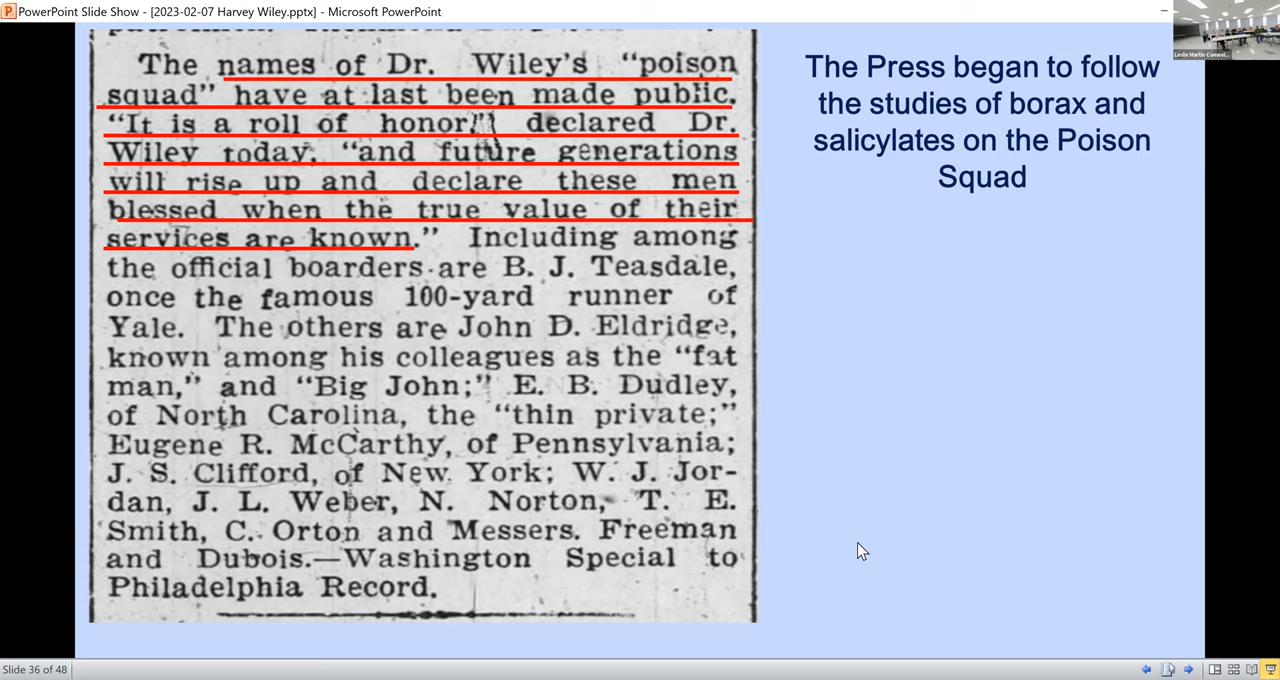 PowerPoint Slide Show - [2023-02-07 Harvey Wiley.pptx] - Microsoft PowerPoint
The names of Dr. Wiley's "poison
squad" have at last been made public.
"It is a roll of honor," declared Dr.
Wiley today, "and future generations
will rise up and declare these men
blessed when the true value of their
services are known." Including among
the official boarders are B. J. Teasdale,
once the famous 100-yard runner of
Yale. The others are John D. Eldridge,
known among his colleagues as the "fat
man," and "Big John;" E. B. Dudley,
of North Carolina, the "thin private;"
Eugene R. McCarthy, of Pennsylvania;
J. S. Clifford, of New York; W. J. Jor-
dan, J. L. Weber, N. Norton, T. E.
Smith, C. Orton and Messers. Freeman
and Dubois.—Washington Special to
Philadelphia Record.
The Press began to follow
the studies of borax and
salicylates on the Poison
Squad
Leslie Martin Conwel...
Slide 36 of 48